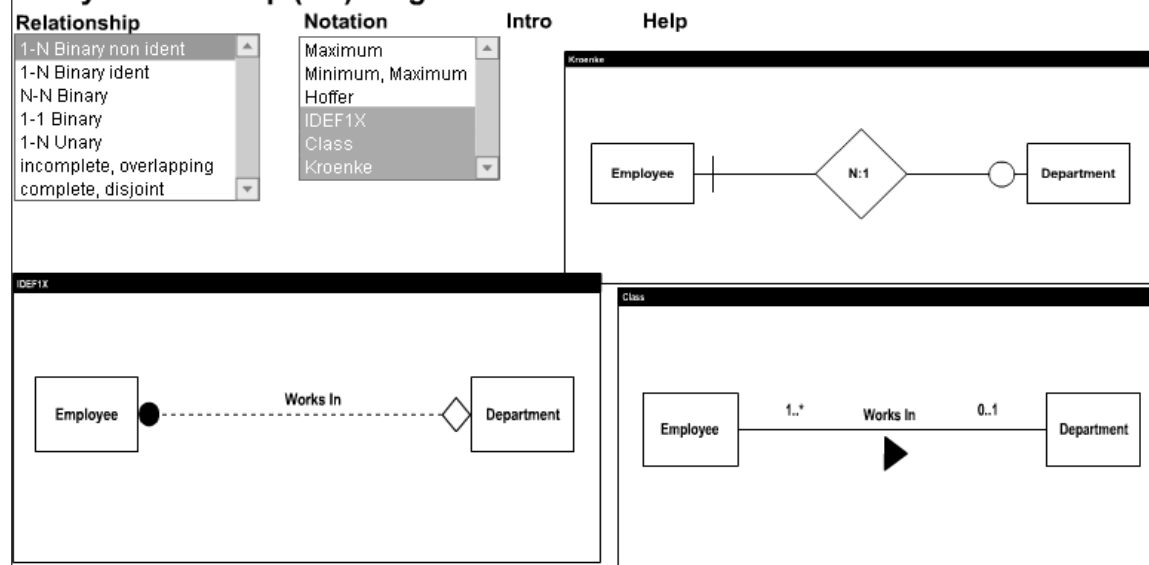 Relationship
Notation
Intro
Help
1-N Binary non ident
1-N Binary ident
N-N Binary
1-1 Binary
1-N Unary
incomplete, overlapping
complete, disjoint
Maximum
Minimum, Maximum
Hoffer
IDEF1X
Class
Kroenke
Kroenke
Employee
N:1
Department
IDEF1X
Employee
Works In
Department
Class
Employee
1..*
Works In
0..1
Department